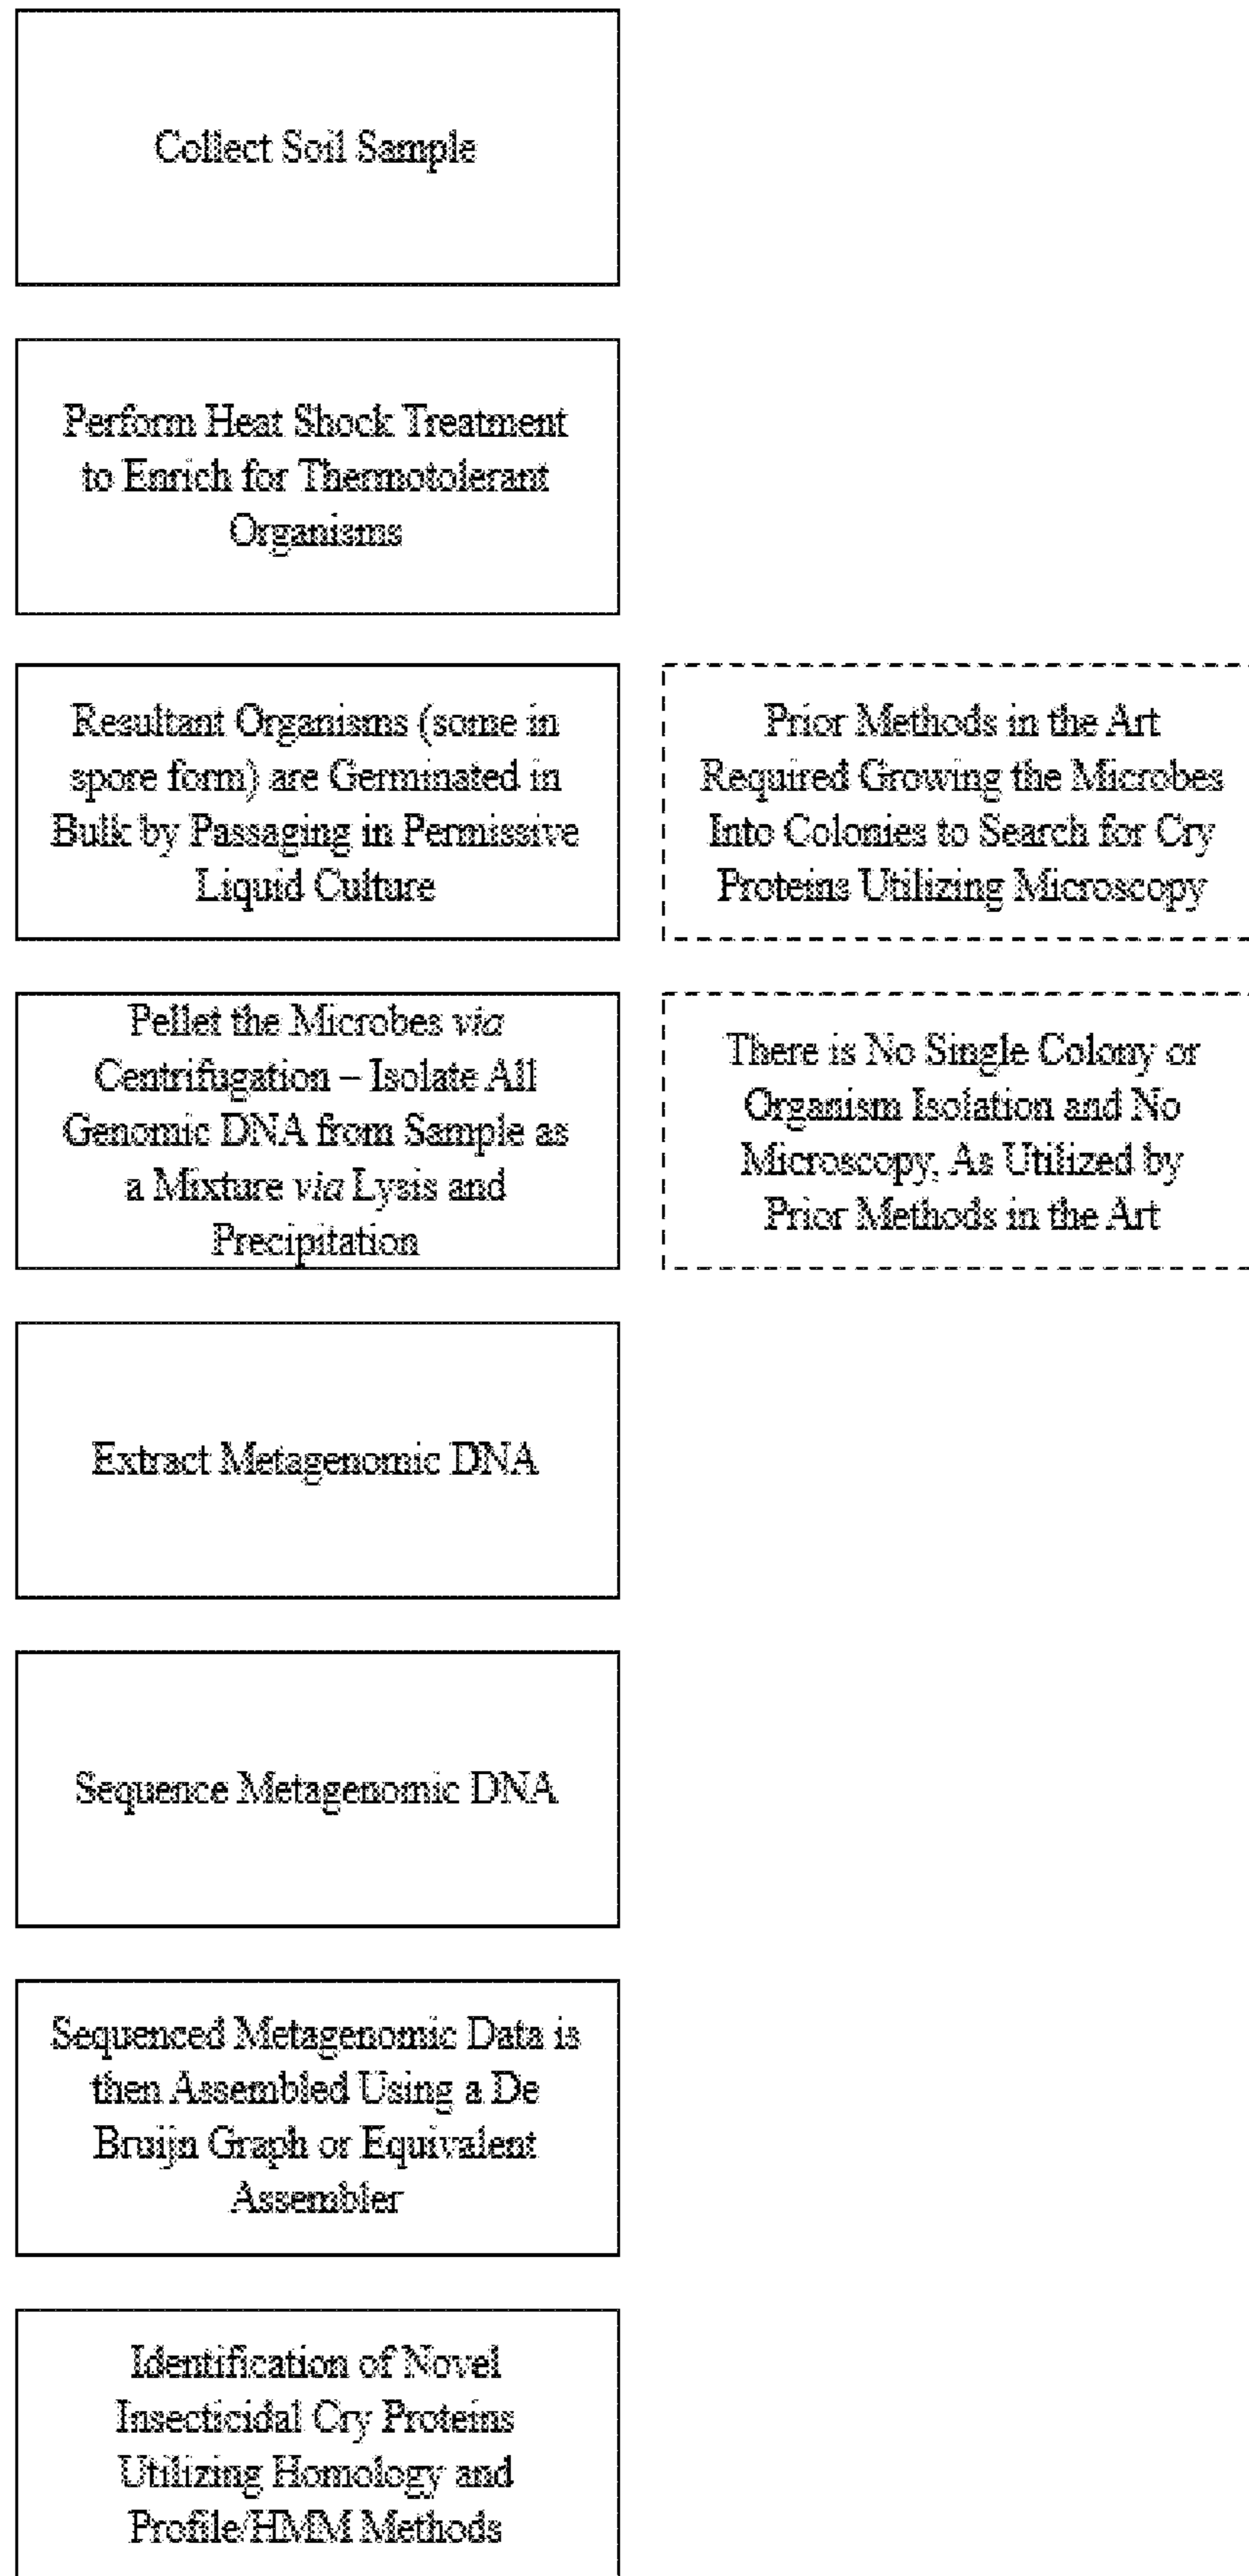 Collect Soil Sample
Perform Heat Shock Treatment
to Enrich for Thermotolerant
Organisms
Resultant Organisms (some in
spore form) are Germinated in
Bulk by Passaging in Permissive
Liquid Culture
Prior Methods in the Art
Required Growing the Microbes
Into Colonies to Search for Cry
Proteins Utilizing Microscopy
Pellet the Microbes via
Centrifugation – Isolate All
Genomic DNA from Sample as
a Mixture via Lysis and
Precipitation
There is No Single Colony or
Organism Isolation and No
Microscopy, As Utilized by
Prior Methods in the Art
Extract Metagenomic DNA
Sequence Metagenomic DNA
Sequenced Metagenomic Data is
then Assembled Using a De
Bruijn Graph or Equivalent
Assembler
Identification of Novel
Insecticidal Cry Proteins
Utilizing Homology and
Profile/HMM Methods